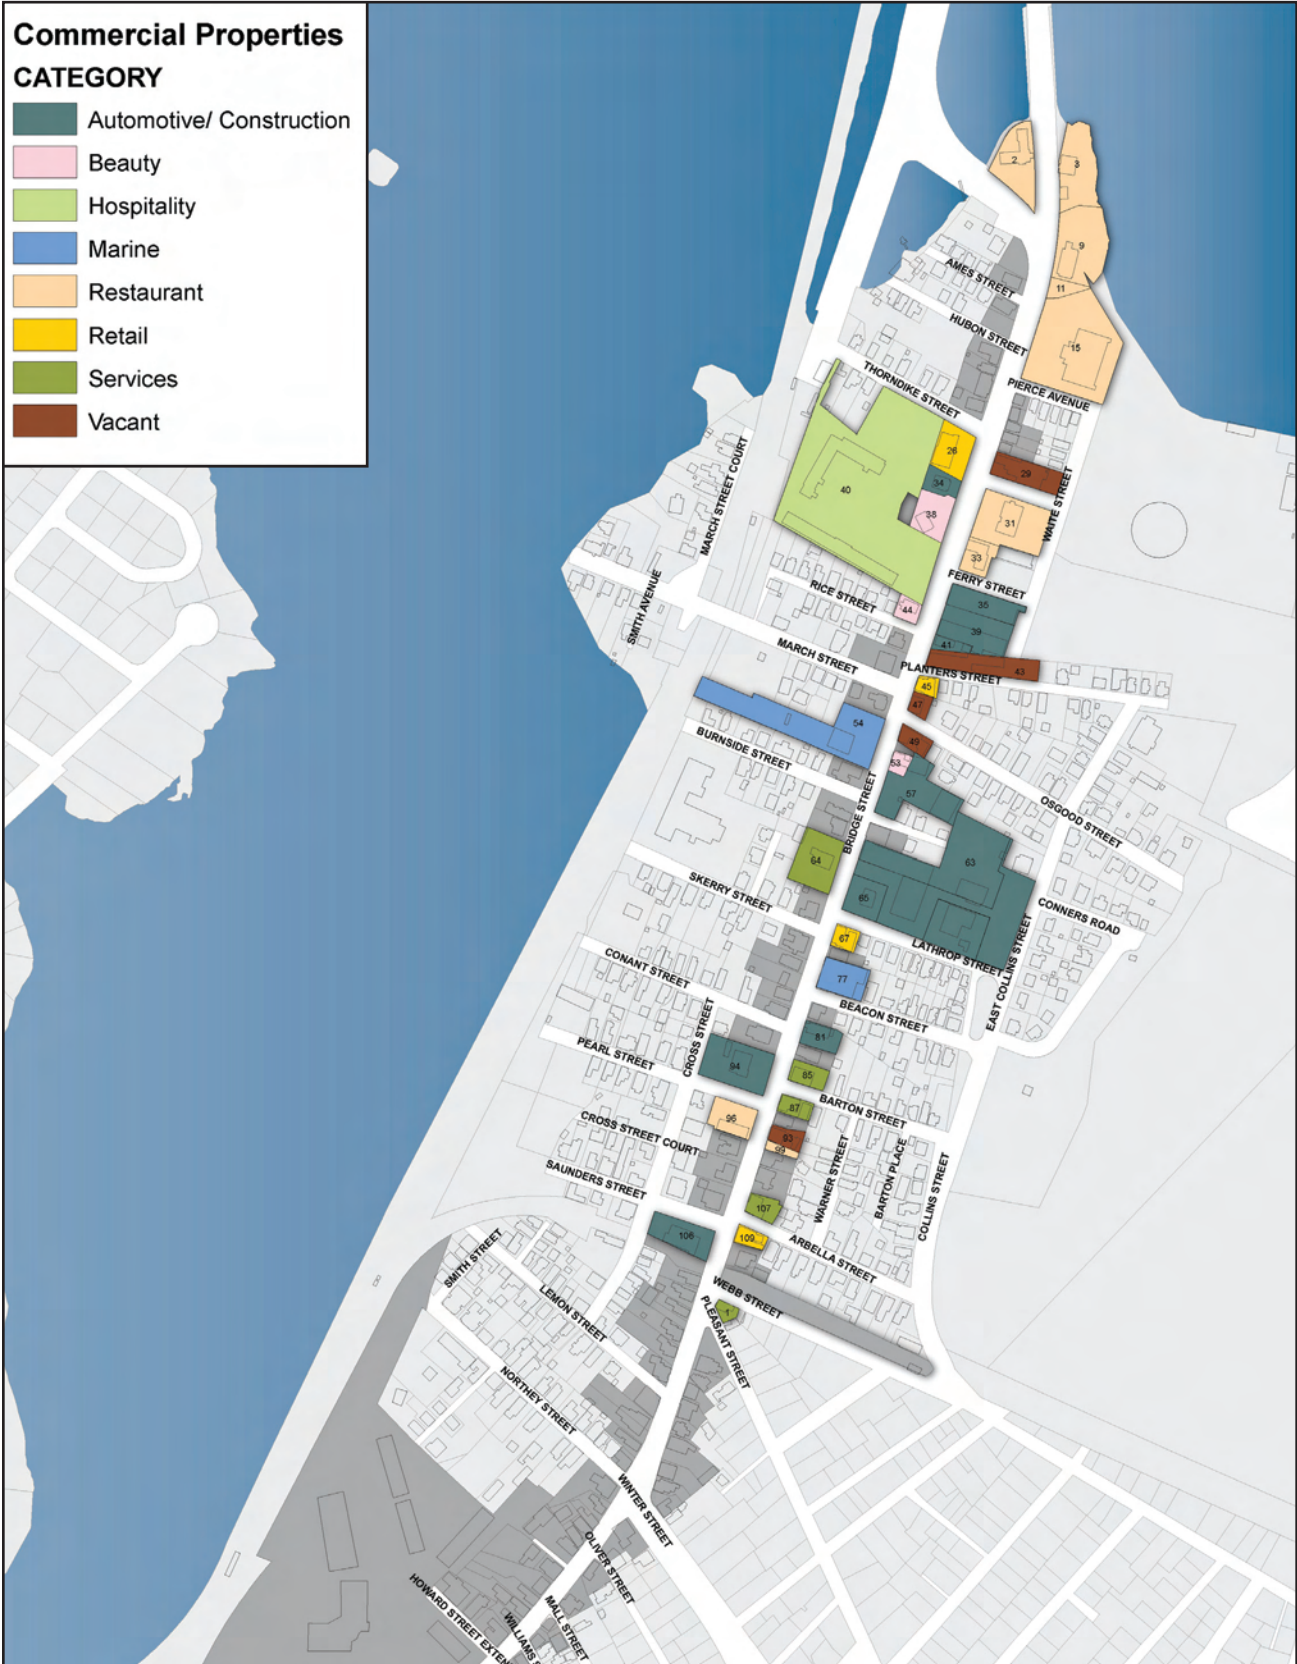 Commercial Properties
CATEGORY
Automotive/ Construction
Beauty
Hospitality
Marine
Restaurant
Retail
Services
Vacant
2
3
9
AMES STREET
11
HUBON STREET
15
THORNDIKE STREET
PIERCE AVENUE
26
29
34
40
MARCH STREET COURT
WAITE STREET
38
31
33
FERRY STREET
SMITH AVENUE
RICE STREET
44
35
39
41
MARCH STREET
PLANTERS STREET
43
45
47
54
BURNSIDE STREET
49
53
57
BRIDGE STREET
OSGOOD STREET
64
63
SKERRY STREET
65
CONNERS ROAD
67
LATHROP STREET
CONANT STREET
77
EAST COLLINS STREET
BEACON STREET
CROSS STREET
81
PEARL STREET
94
85
87
BARTON STREET
96
CROSS STREET COURT
93
99
WARNER STREET
BARTON PLACE
COLLINS STREET
SAUNDERS STREET
107
106
109
ARBELLA STREET
SMITH STREET
WEBB STREET
LEMON STREET
1
PLEASANT STREET
NORTHEY STREET
WINTER STREET
OLIVER STREET
HOWARD STREET EXTEN
MALL STREET
WILLIAMS S